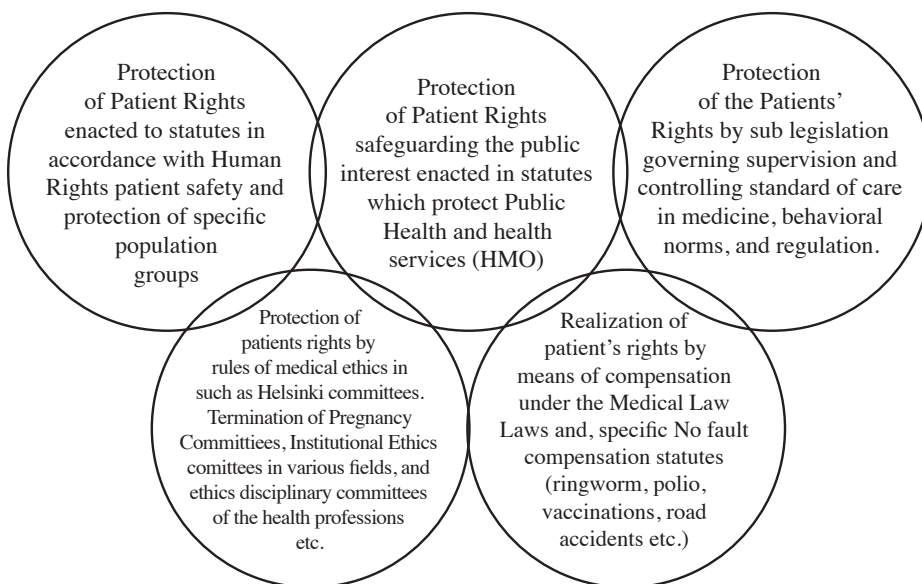 Protection
of Patient Rights
enacted to statutes in
accordance with Human
Rights patient safety and
protection of specific
population
groups
Protection
of Patient Rights
safeguarding the public
interest enacted in statutes
which protect Public
Health and health
services (HMO)
Protection
of the Patients’
Rights by sub legislation
governing supervision and
controlling standard of care
in medicine, behavioral
norms, and regulation.
Protection of
patients rights by
rules of medical ethics in
such as Helsinki committees.
Termination of Pregnancy
Committiees, Institutional Ethics
comittees in various fields, and
ethics disciplinary committees
of the health professions
etc.
Realization of
patient’s rights by
means of compensation
under the Medical Law
Laws and, specific No fault
compensation statutes
(ringworm, polio,
vaccinations, road
accidents etc.)